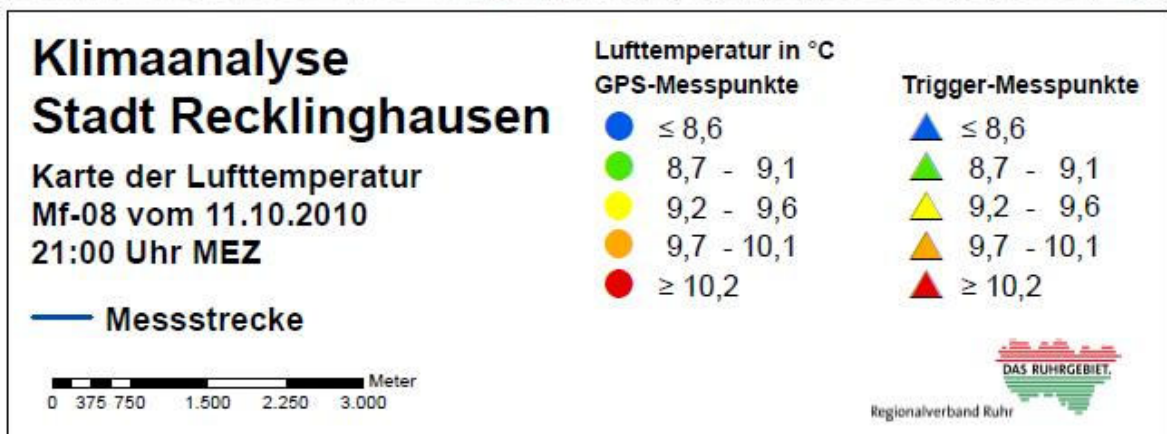 Klimaanalyse
Stadt Recklinghausen
Karte der Lufttemperatur
Mf-08 vom 11.10.2010
21:00 Uhr MEZ
Messstrecke
Meter
0 375 750 1.500 2.250 3.000
Lufttemperatur in °C
GPS-Messpunkte
≤ 8,6
8,7 - 9,1
9,2 - 9,6
9,7 - 10,1
≥ 10,2
Trigger-Messpunkte
≤ 8,6
8,7 - 9,1
9,2 - 9,6
9,7 - 10,1
≥ 10,2
DAS RUHRGEBIET.
Regionalverband Ruhr